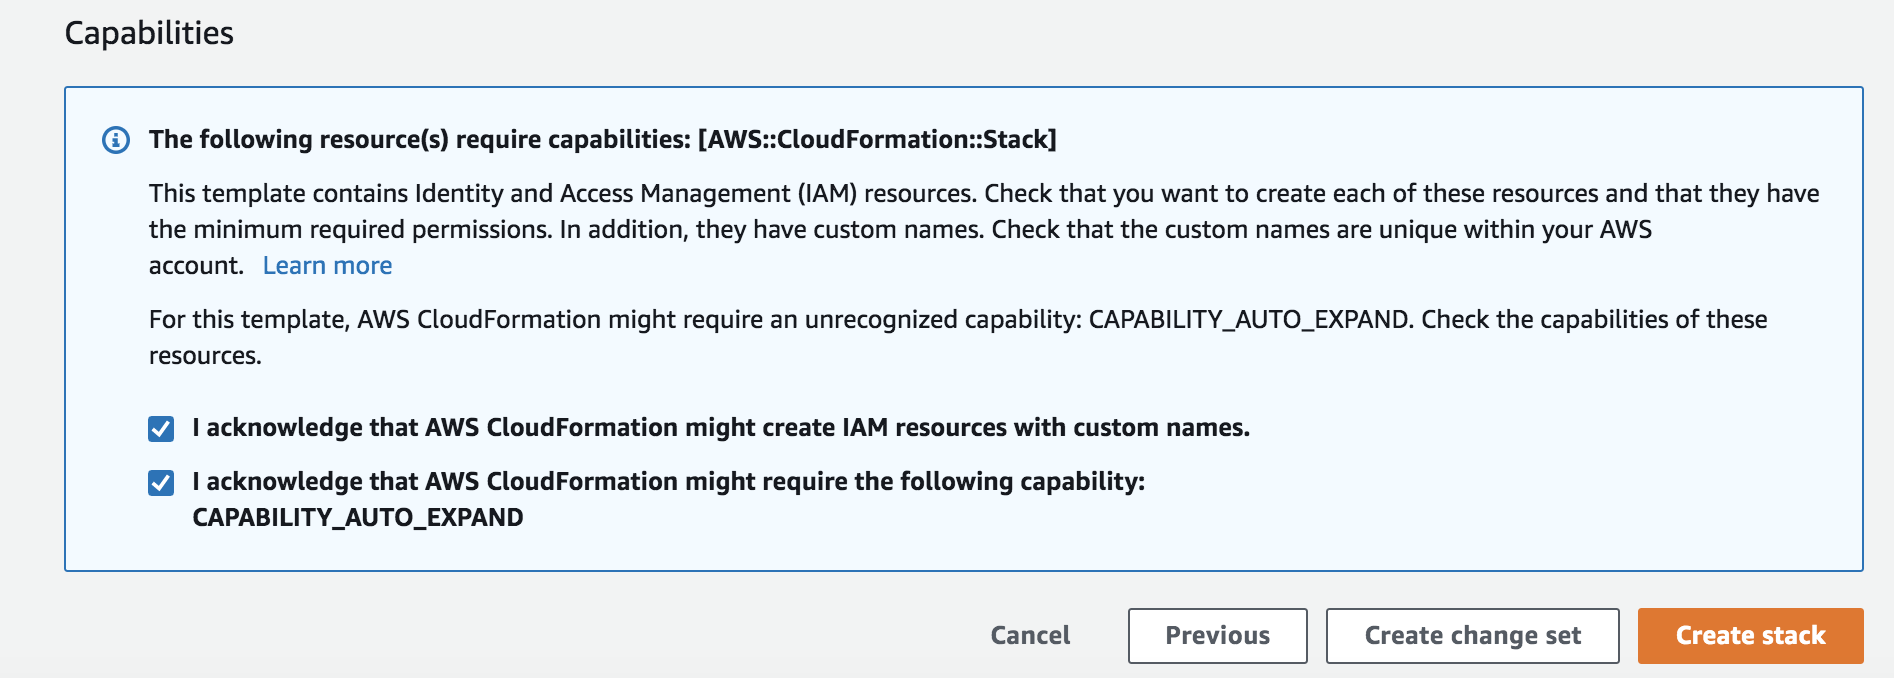 Capabilities
The following resource(s) require capabilities: [AWS::CloudFormation::Stack]
This template contains Identity and Access Management (IAM) resources. Check that you want to create each of these resources and that they have
the minimum required permissions. In addition, they have custom names. Check that the custom names are unique within your AWS
account. Learn more
For this template, AWS CloudFormation might require an unrecognized capability: CAPABILITY_AUTO_EXPAND. Check the capabilities of these
resources.
I acknowledge that AWS CloudFormation might create IAM resources with custom names.
I acknowledge that AWS CloudFormation might require the following capability:
CAPABILITY_AUTO_EXPAND
Cancel Previous Create change set Create stack